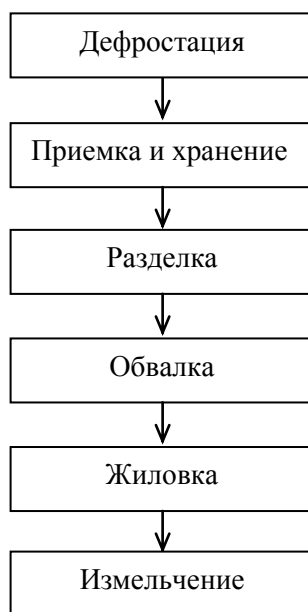 Дефростация
Приемка и хранение
Разделка
Обвалка
Жиловка
Измельчение